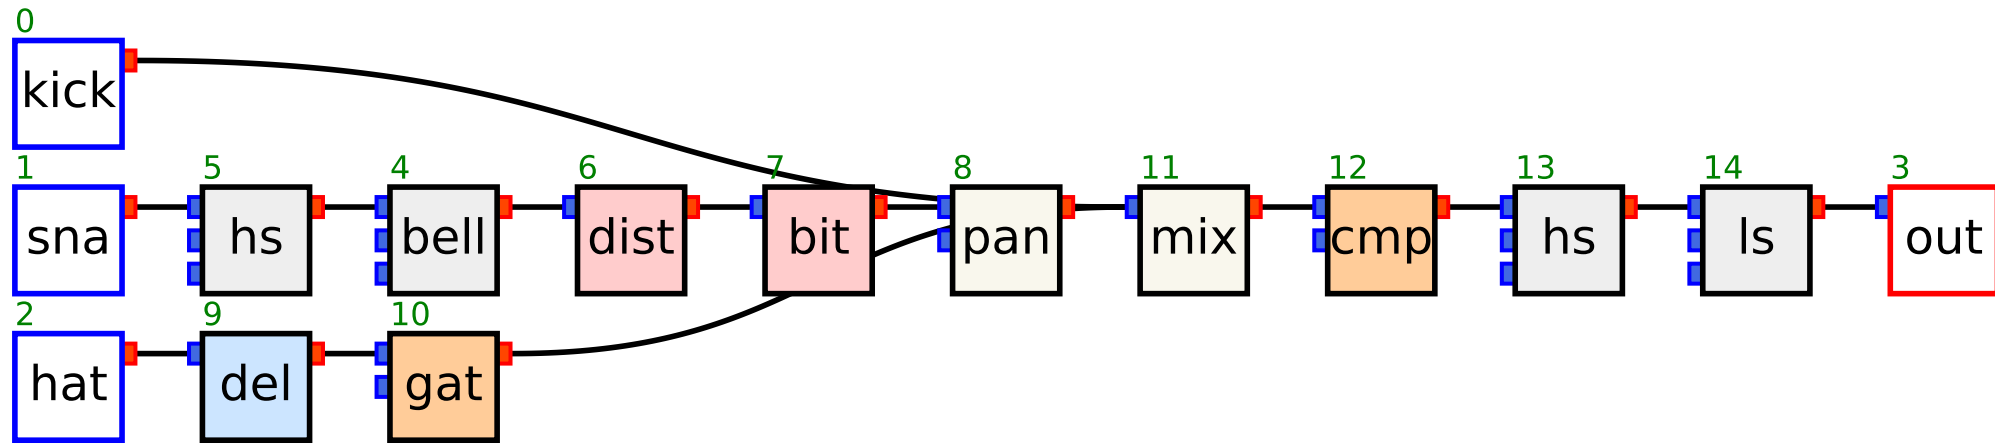 0
kick
1 5 4 6 7 8 11 12 13 14 3
sna hs bell dist bit pan mix cmp hs ls out
2 9 10
hat del gat